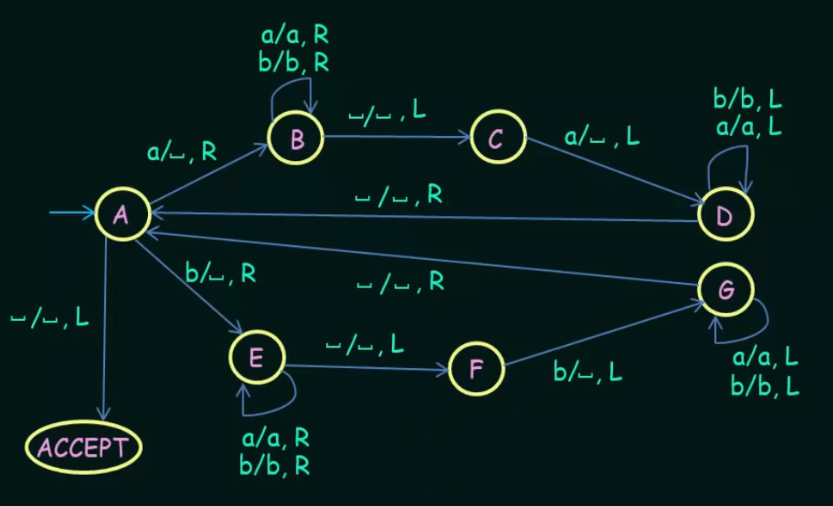 a/a, R
b/b, R
B
␣/␣, L
C
a/␣, L
b/b, L
a/a, L
a/␣, R
␣/␣, R
A
D
b/␣, R
␣/␣, R
G
␣/␣, L
E
␣/␣, L
F
b/␣, L
a/a, L
b/b, L
a/a, R
b/b, R
ACCEPT